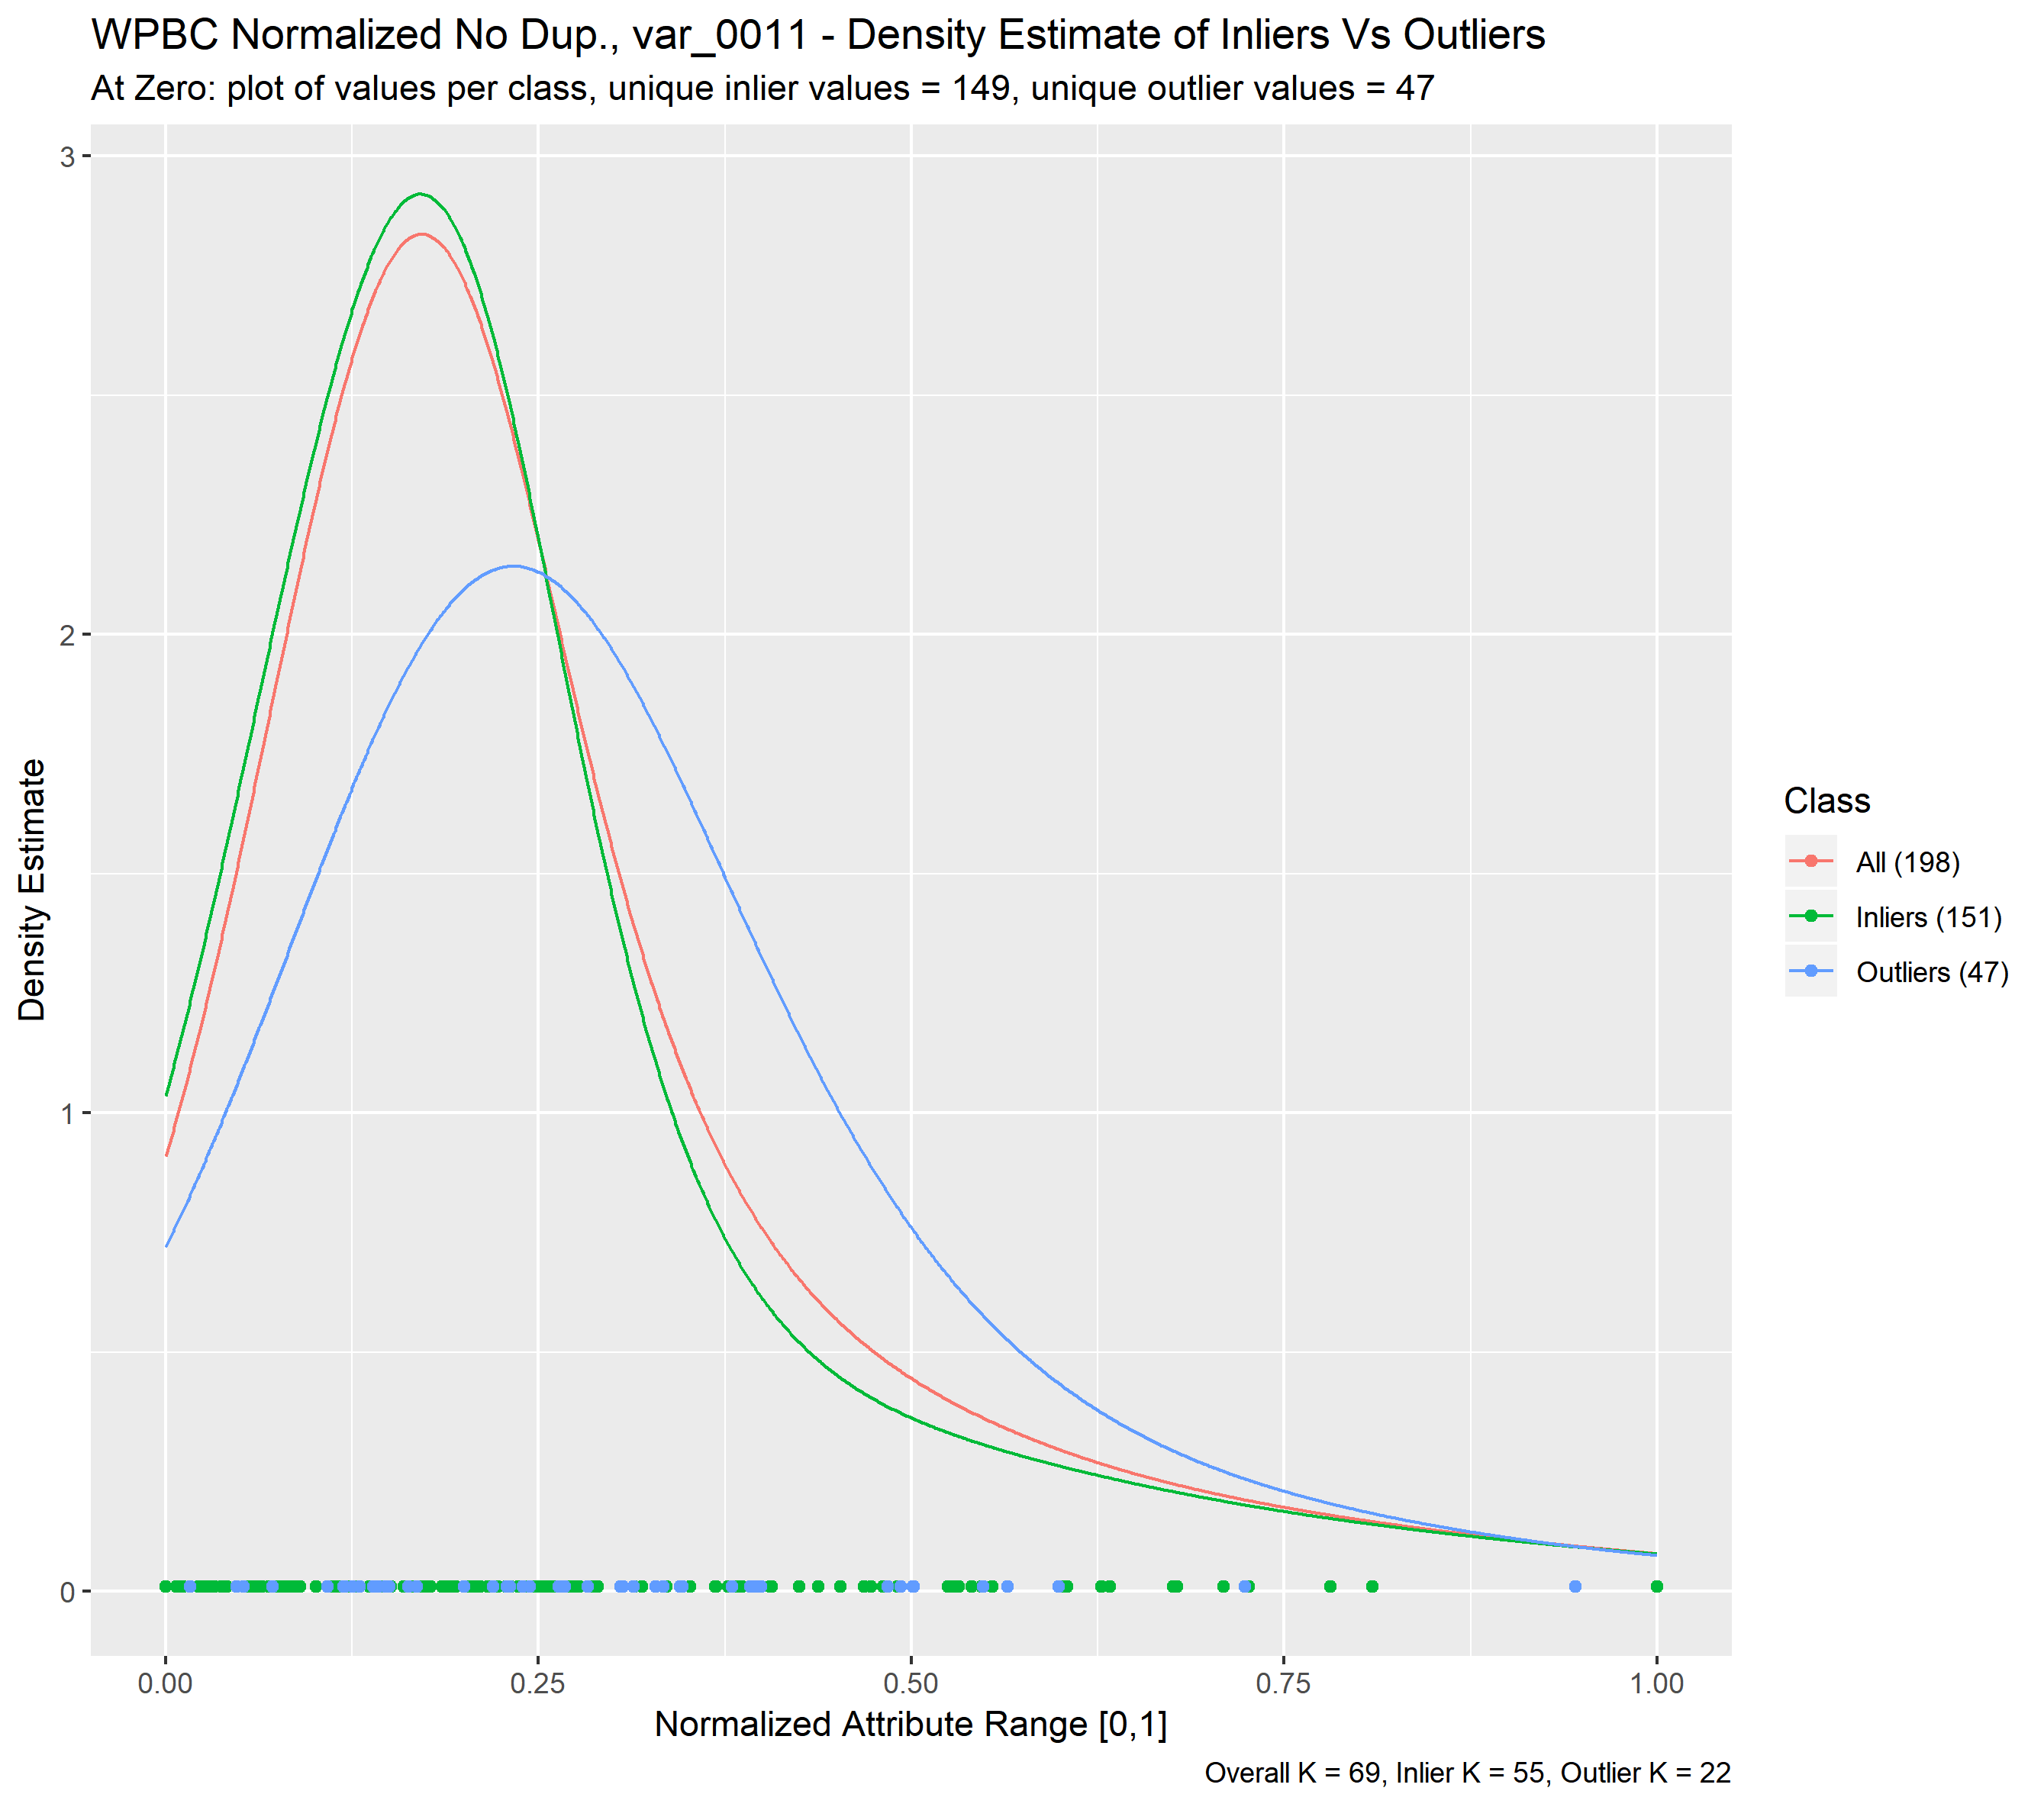 WPBC Normalized No Dup., var_0011 - Density Estimate of Inliers Vs Outliers
At Zero: plot of values per class, unique inlier values = 149, unique outlier values = 47
3
2
1
0
Density Estimate
0.00 0.25 0.50 0.75 1.00
Normalized Attribute Range [0,1]
Overall K = 69, Inlier K = 55, Outlier K = 22
Class
All (198)
Inliers (151)
Outliers (47)